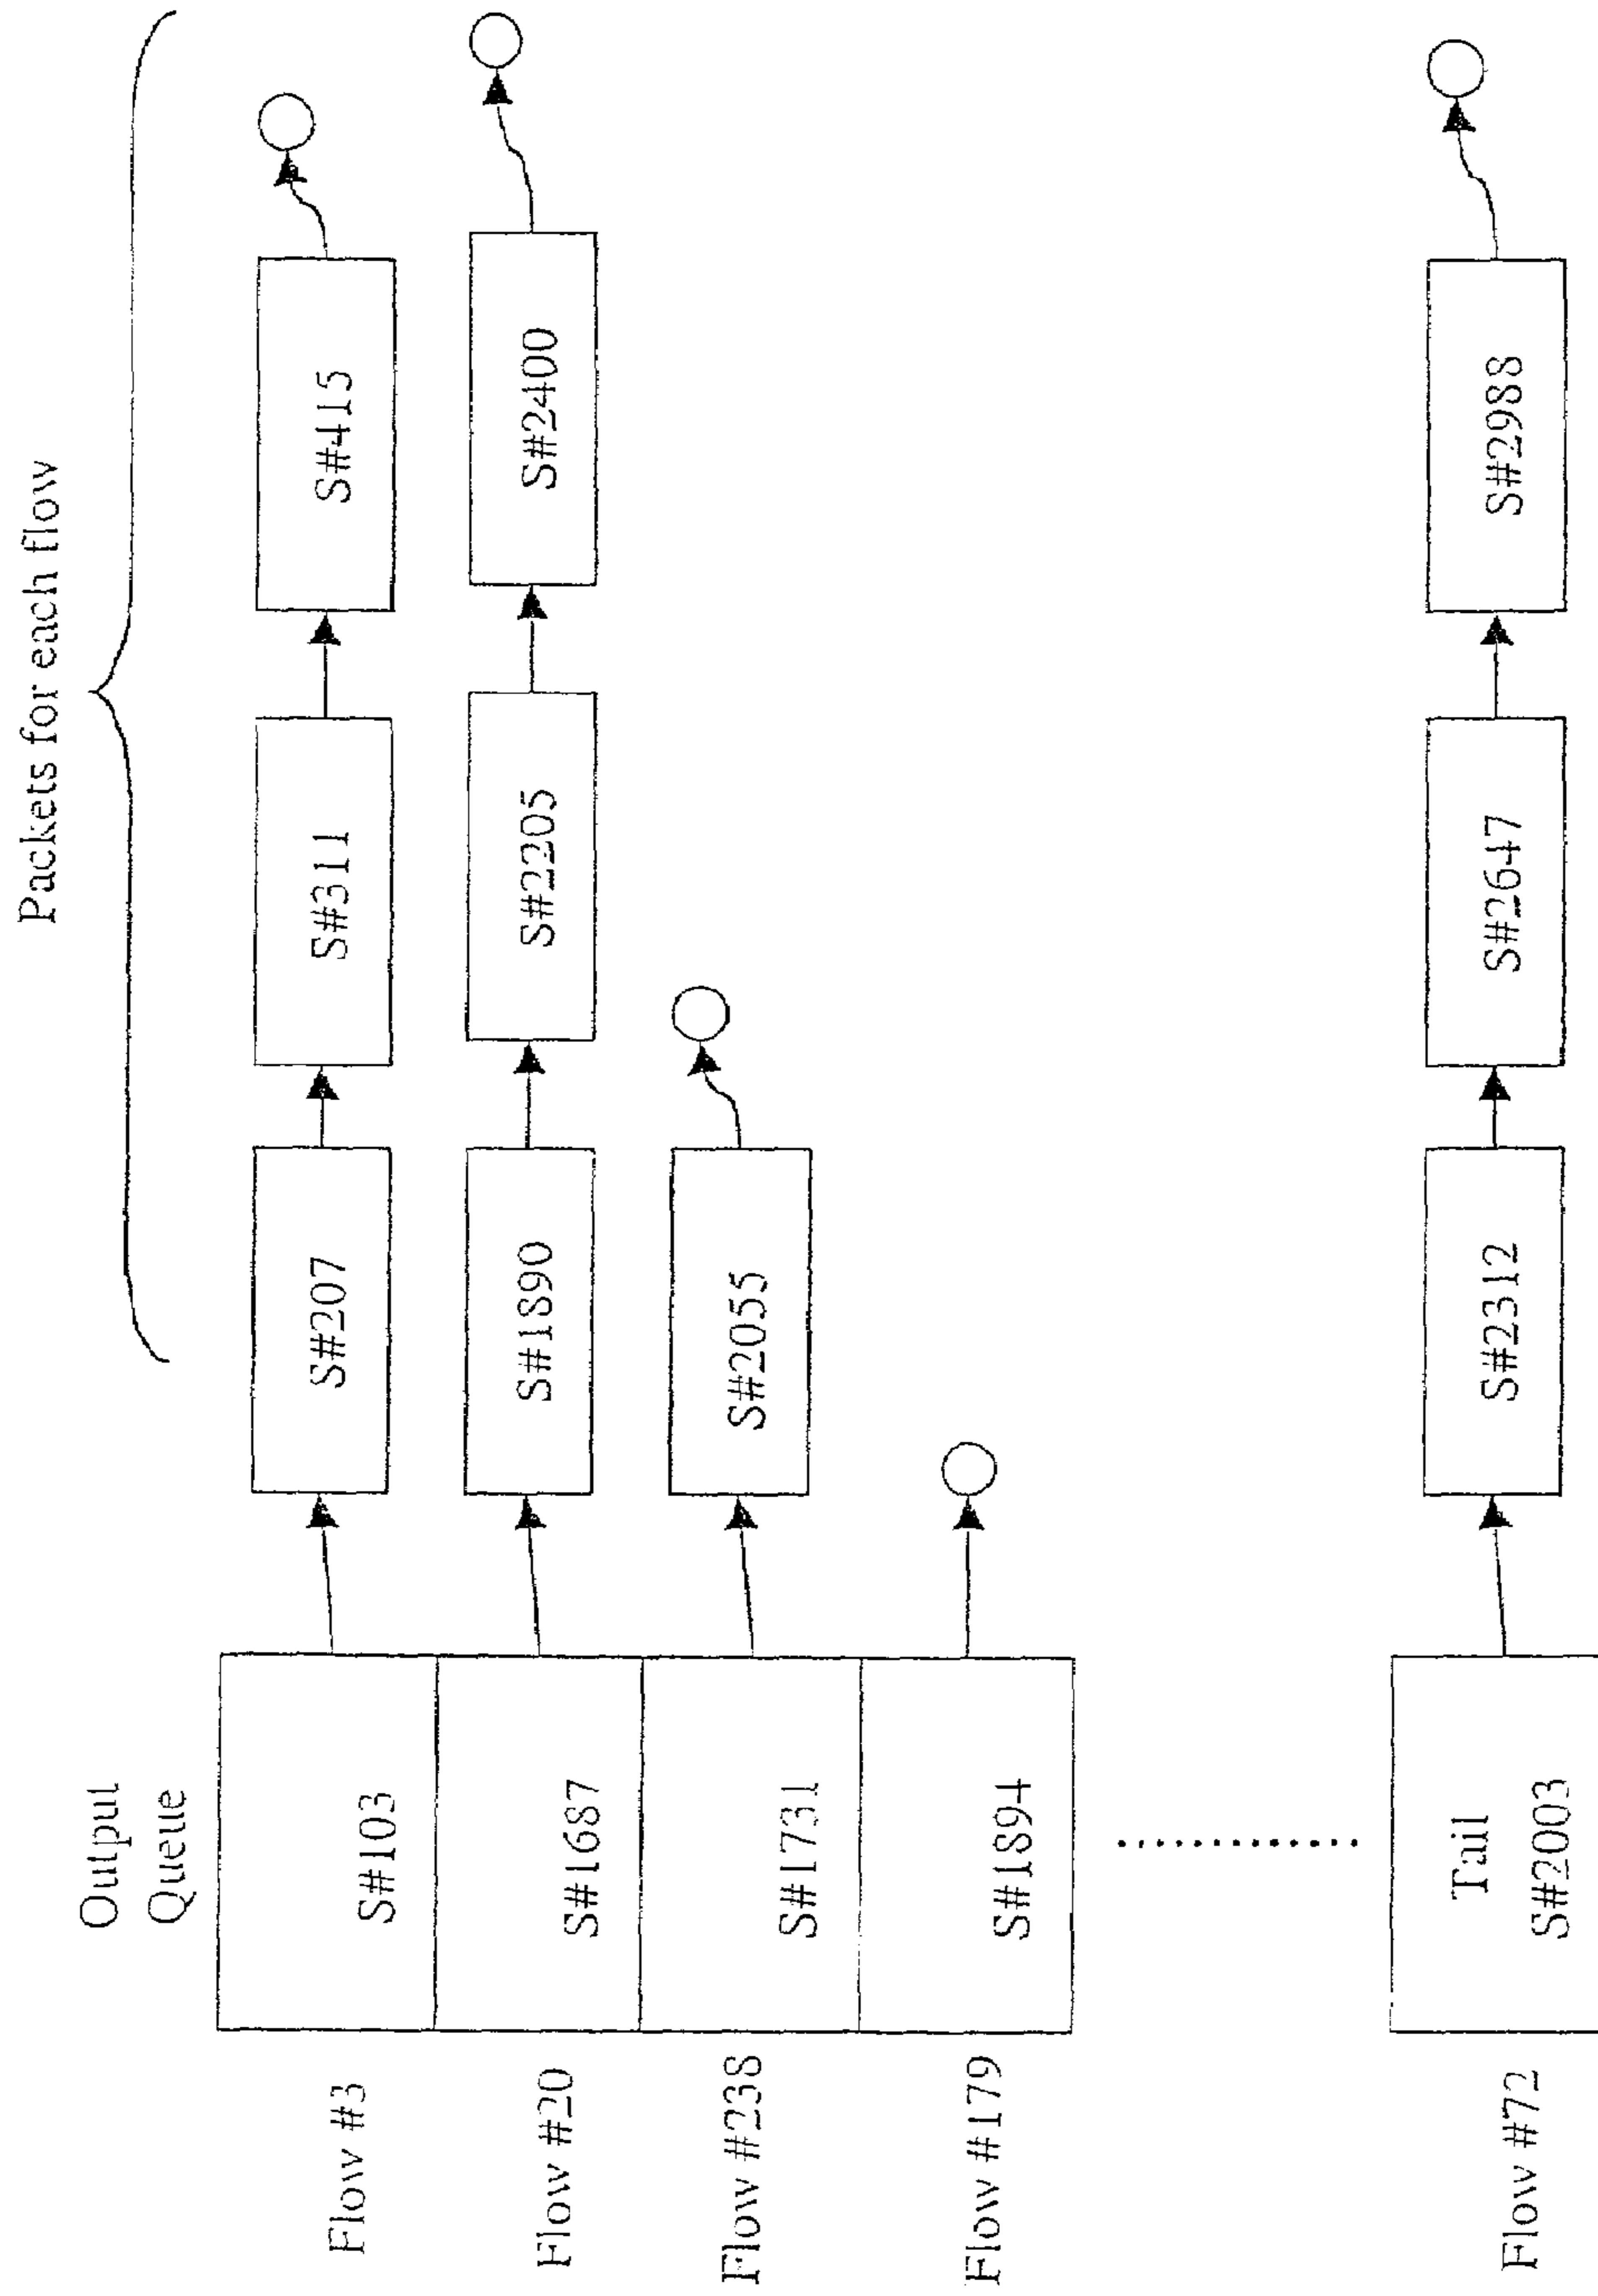 Packets for each flow
Output
Queue
Flow #3
S#103
S#207
S#311
S#415
Flow #20
S#1687
S#1890
S#2205
S#2400
Flow #238
S#1731
S#2055
Flow #179
S#1894
Flow #72
Tail
S#2003
S#2312
S#2647
S#2988